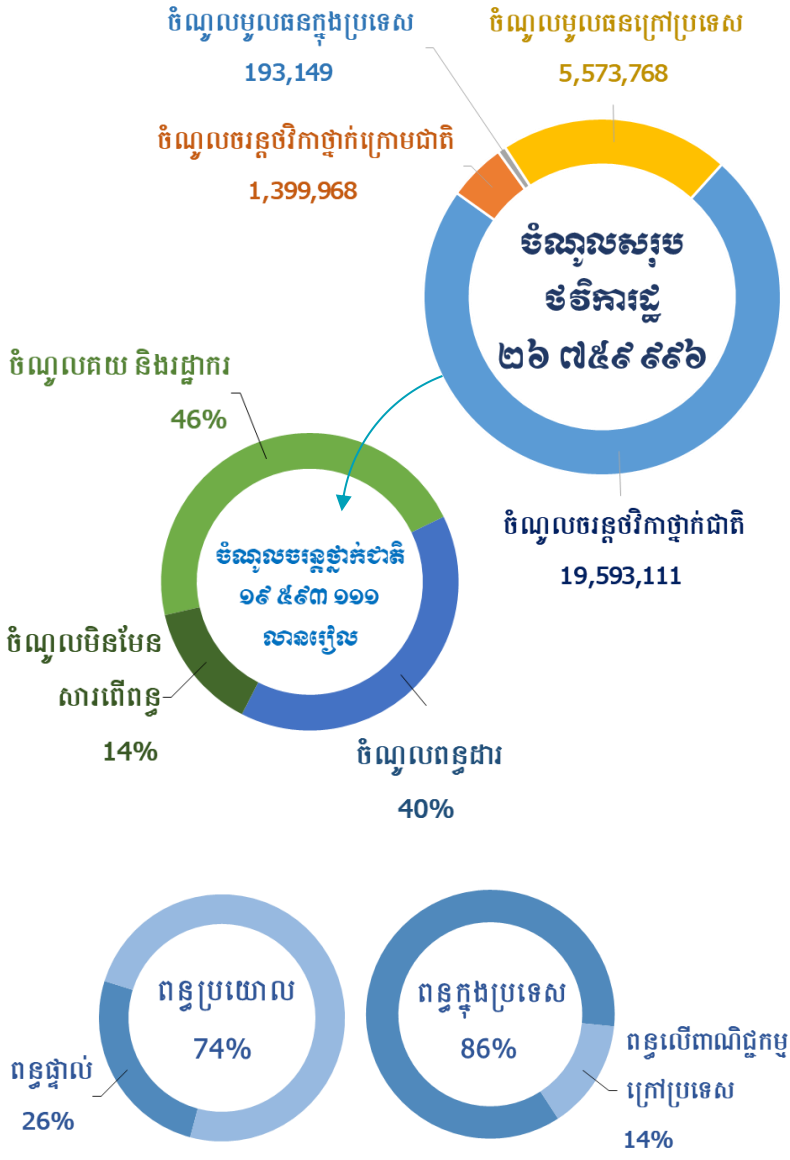 ចំណូលមូលធនក្នុងប្រទេស
193,149
ចំណូលមូលធនក្រៅប្រទេស
5,573,768
ចំណូលចរន្តថវិកាថ្នាក់ក្រោមជាតិ
1,399,968
ចំណូលសរុប
ថវិការដ្ឋ
២៦ ៧៥៩ ៩៩៦
ចំណូលចរន្តថវិកាថ្នាក់ជាតិ
19,593,111
ចំណូលគយ និងរដ្ឋាករ
46%
ចំណូលចរន្តថ្នាក់ជាតិ
១៩ ៥៩៣ ១១១
លានរៀល
ចំណូលមិនមែន
សារពើពន្ធ
14%
ចំណូលពន្ធដារ
40%
ពន្ធប្រយោល
74%
ពន្ធផ្ទាល់
26%
ពន្ធក្នុងប្រទេស
86%
ពន្ធលើពាណិជ្ជកម្ម
ក្រៅប្រទេស
14%